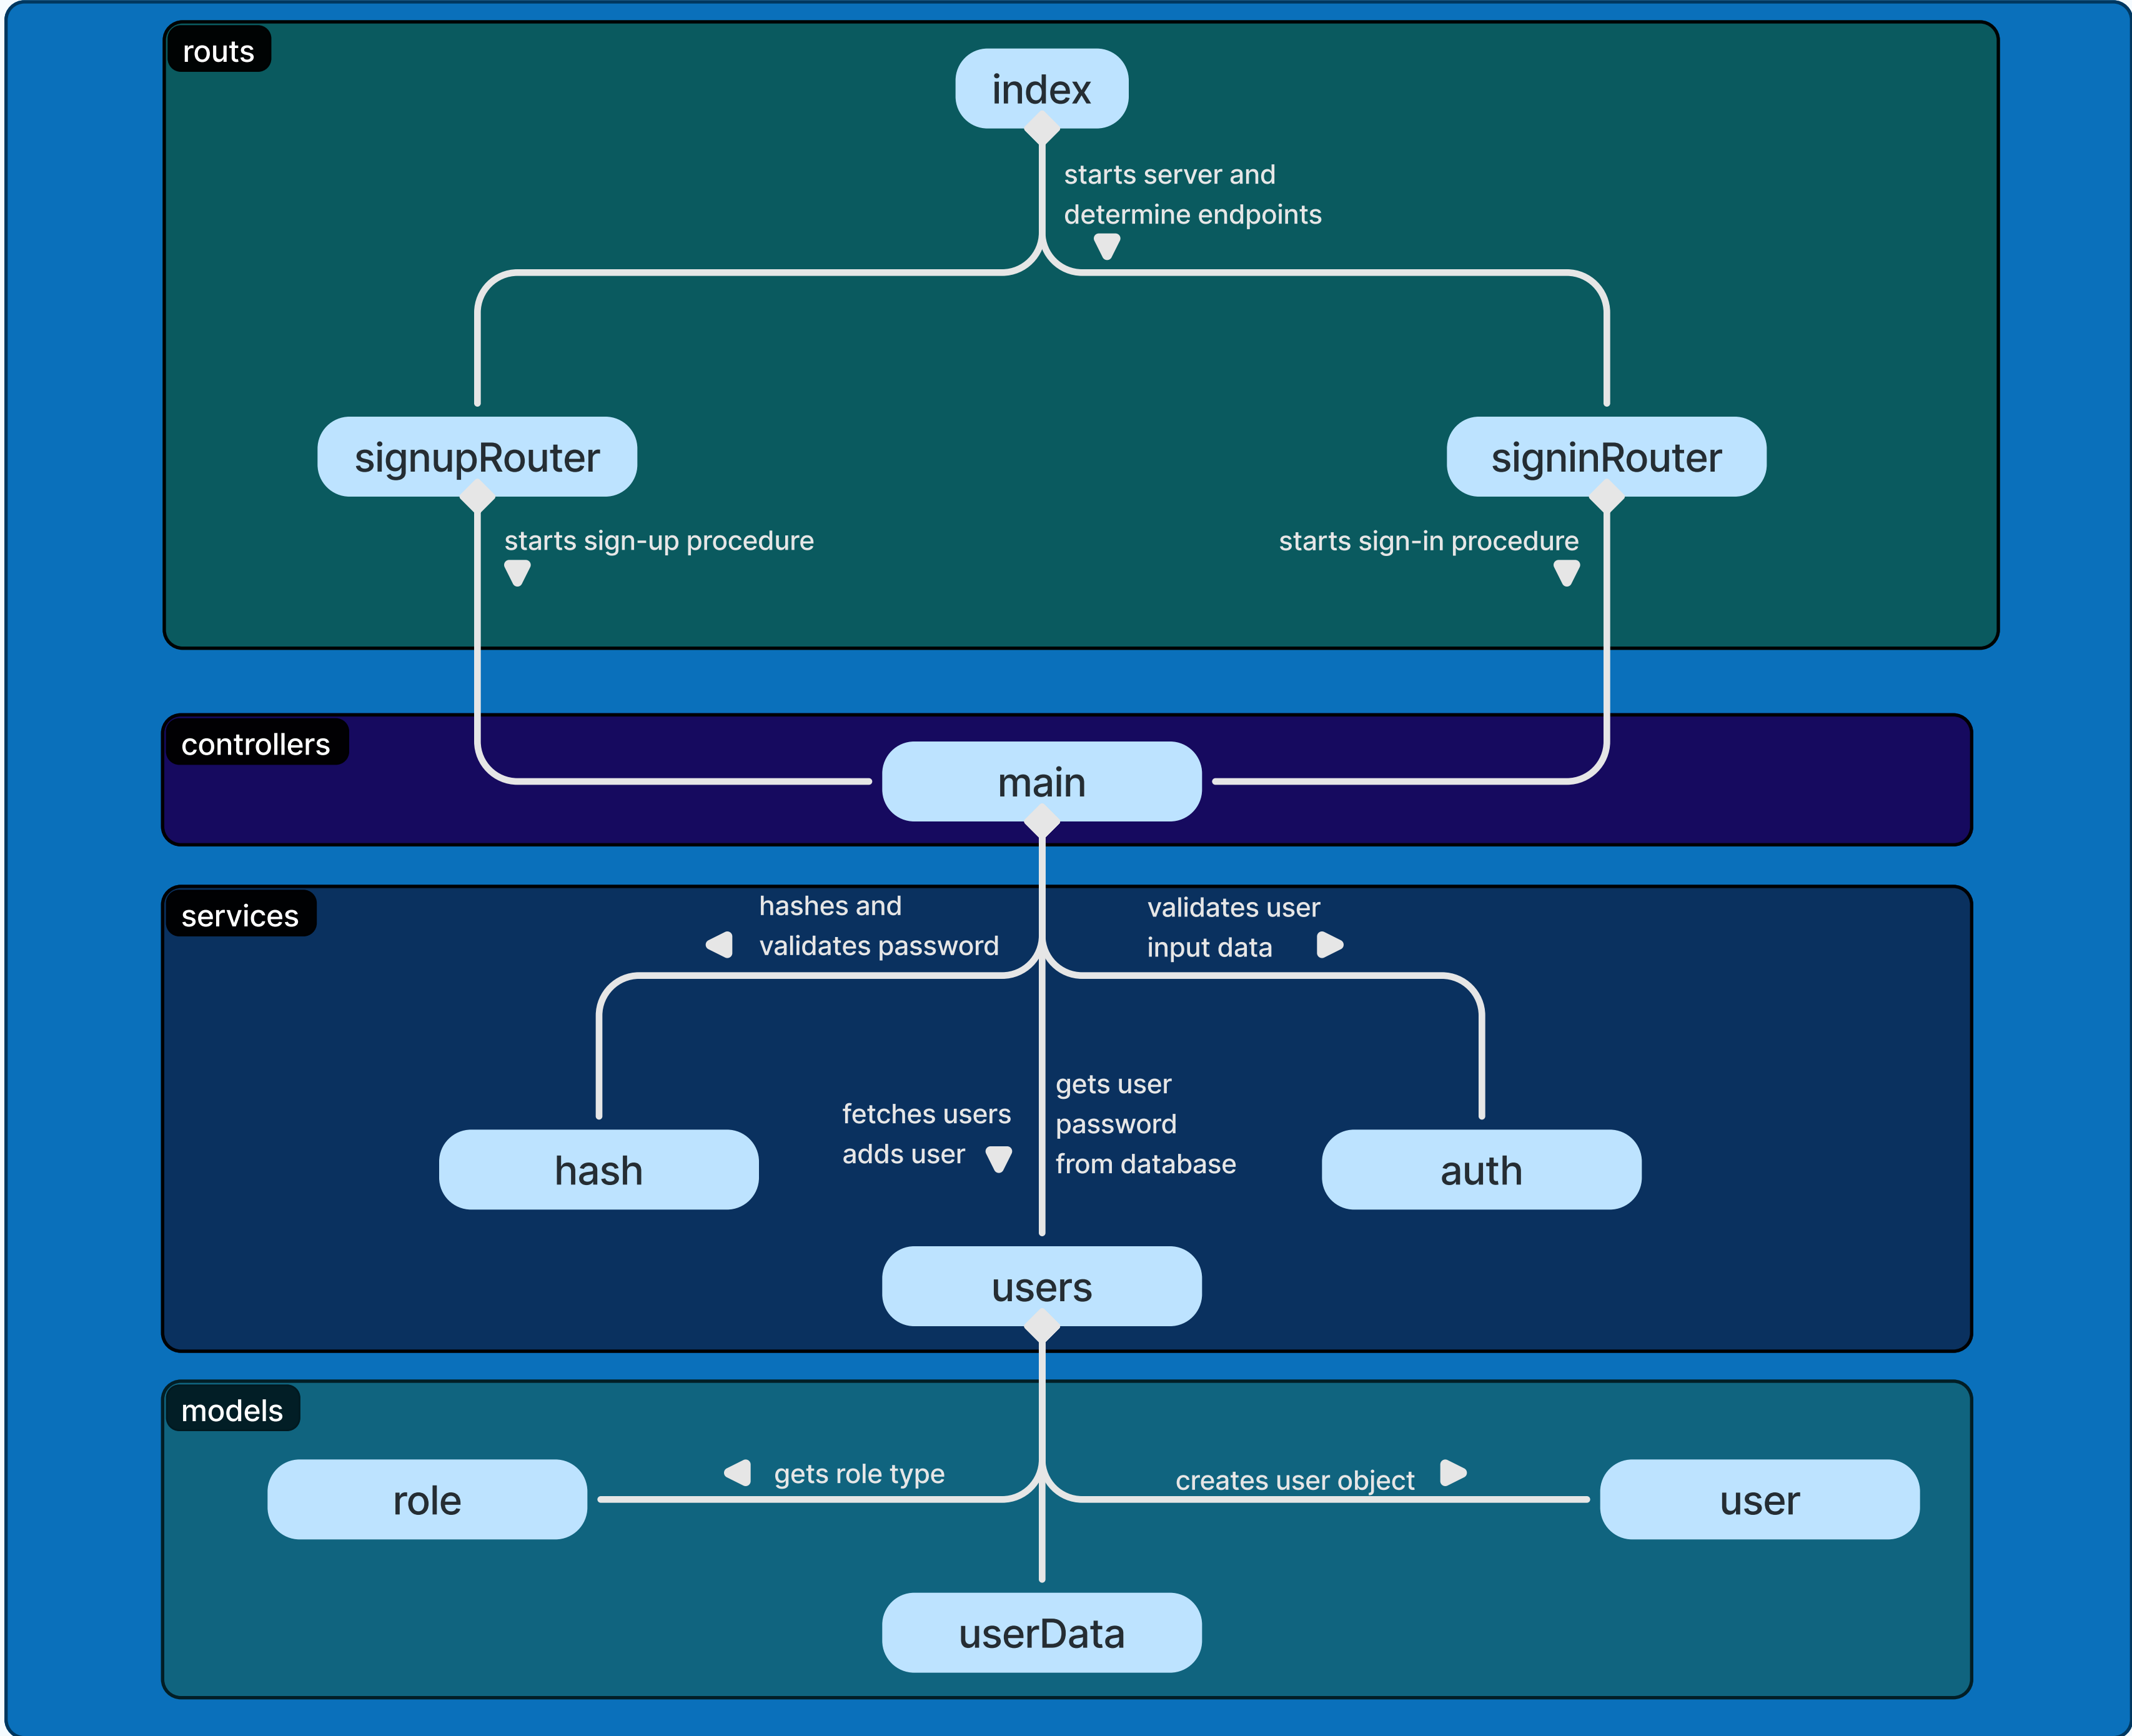 routs
index
starts server and
determine endpoints
signupRouter
signinRouter
starts sign-up procedure
starts sign-in procedure
controllers
main
services
hashes and
validates password
validates user
input data
gets user
password
from database
fetches users
adds user
hash
auth
users
models
gets role type
creates user object
role
user
userData